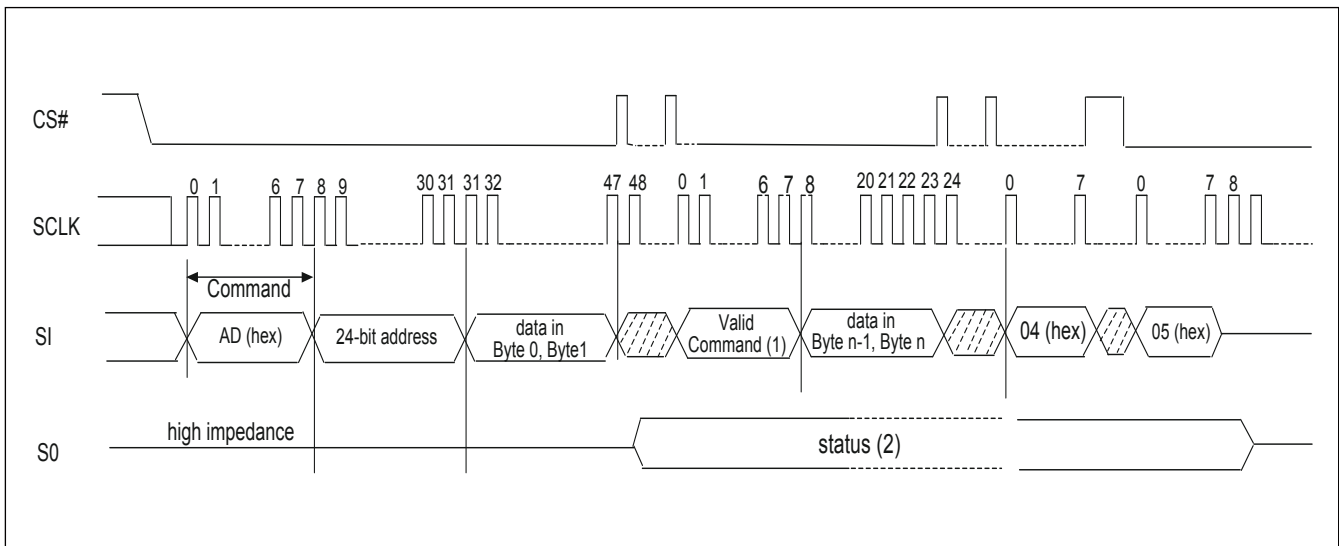 CS#
0 1 6 7 8 9 30 31 31 32 47 48 0 1 6 7 8 20 21 22 23 24 0 7 0 7 8
SCLK
Command
SI
AD (hex)
24-bit address
data in
Byte 0, Byte1
Valid
Command (1)
data in
Byte n-1, Byte n
04 (hex)
05 (hex)
high impedance
S0
status (2)